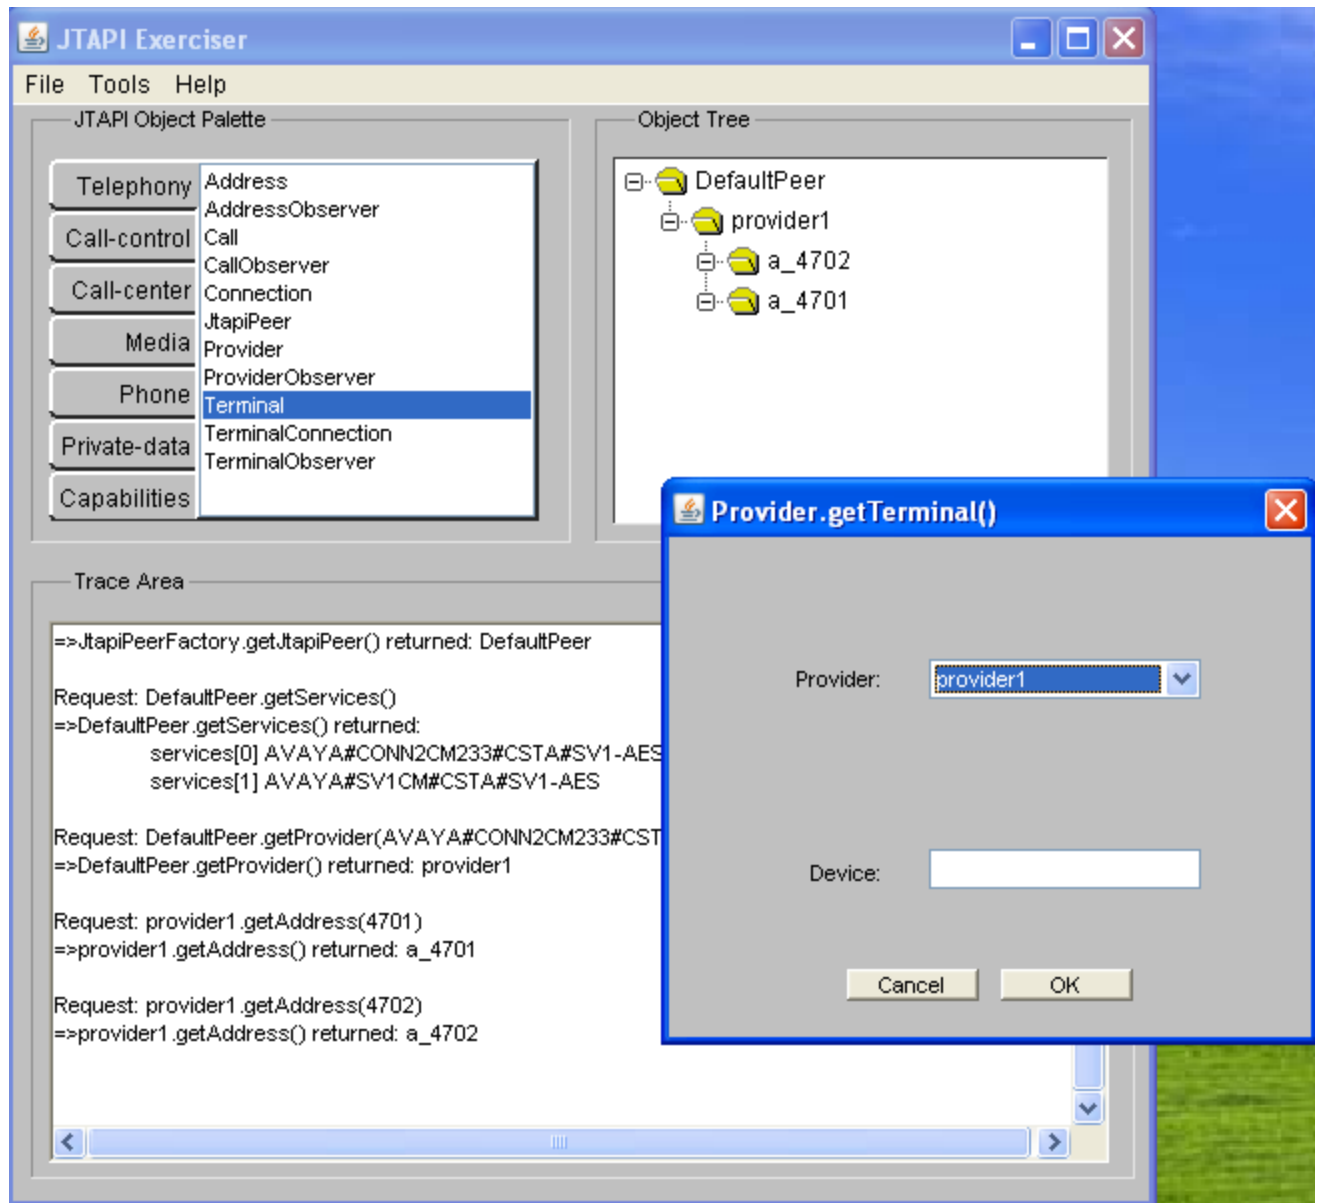 JTAPI Exerciser
File Tools Help
JTAPI Object Palette
Telephony
Call-control
Call-center
Media
Phone
Private-data
Capabilities
Address
AddressObserver
Call
CallObserver
Connection
JtapiPeer
Provider
ProviderObserver
Terminal
TerminalConnection
TerminalObserver
Object Tree
DefaultPeer
provider1
a_4702
a_4701
Trace Area
=>JtapiPeerFactory.getJtapiPeer() returned: DefaultPeer
Request: DefaultPeer.getServices()
=>DefaultPeer.getServices() returned:
services[0] AVAYA#CONN2CM233#CSTA#SV1-AES
services[1] AVAYA#SV1CM#CSTA#SV1-AES
Request: DefaultPeer.getProvider(AVAYA#CONN2CM233#CST
=>DefaultPeer.getProvider() returned: provider1
Request: provider1.getAddress(4701)
=>provider1.getAddress() returned: a_4701
Request: provider1.getAddress(4702)
=>provider1.getAddress() returned: a_4702
Provider.getTerminal()
Provider: provider1
Device:
Cancel OK